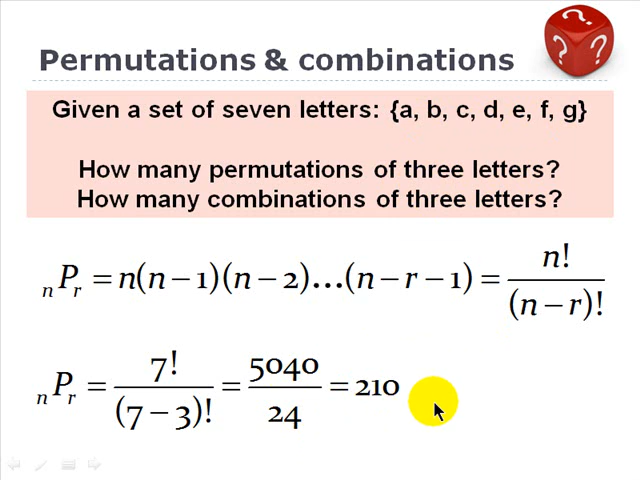 Permutations & combinations
Given a set of seven letters: {a, b, c, d, e, f, g}
How many permutations of three letters?
How many combinations of three letters?
nPr = n(n − 1)(n − 2)...(n − r − 1) = n! / (n − r)!
nPr = 7! / (7 − 3)! = 5040 / 24 = 210
? ? ?